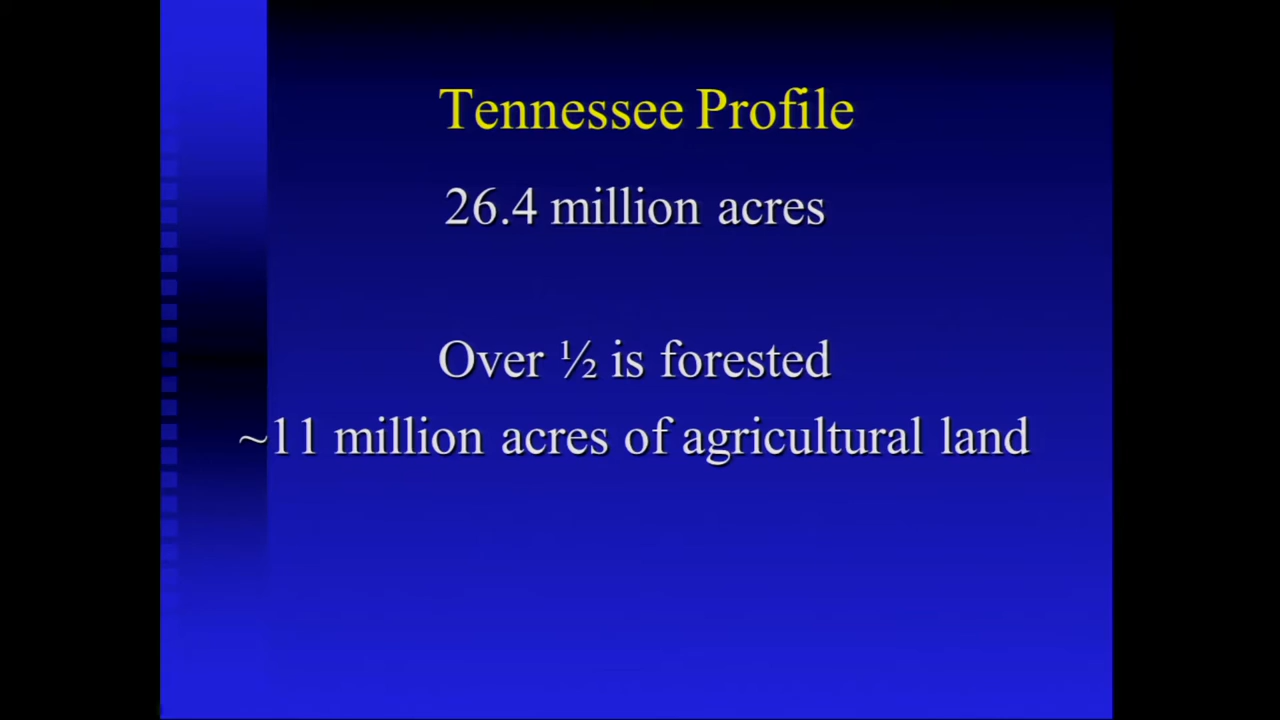 Tennessee Profile
26.4 million acres
Over ½ is forested
~11 million acres of agricultural land